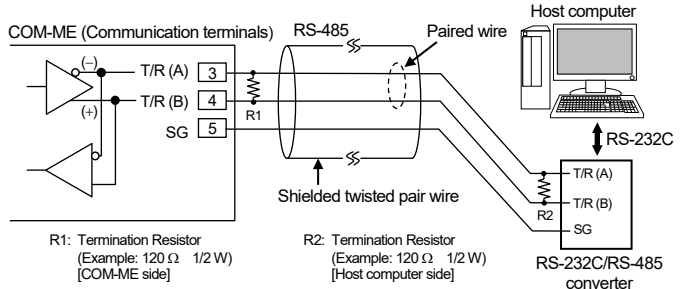 Host computer
COM-ME (Communication terminals)
RS-485
Paired wire
(–)
T/R (A) 3
(+)
T/R (B) 4
R1
SG 5
RS-232C
T/R (A)
T/R (B)
R2
SG
Shielded twisted pair wire
R1: Termination Resistor
(Example: 120 Ω 1/2 W)
[COM-ME side]
R2: Termination Resistor
(Example: 120 Ω 1/2 W)
[Host computer side]
RS-232C/RS-485
converter